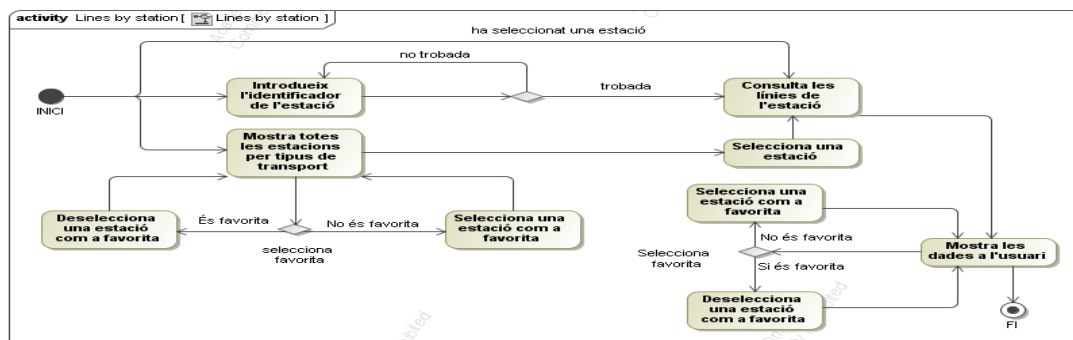 activity Lines by station [ Lines by station ]
ha seleccionat una estació
no trobada
INICI
Introdueix
l'identificador
de l'estació
trobada
Consulta les
línies de
l'estació
Mostra totes
les estacions
per tipus de
transport
Selecciona una
estació
Deselecciona
una estació
com a favorita
És favorita
selecciona
favorita
No és favorita
Selecciona una
estació com a
favorita
Selecciona una
estació com a
favorita
No és favorita
Selecciona
favorita
Si és favorita
Mostra les
dades a l'usuari
Deselecciona
una estació
com a favorita
FI